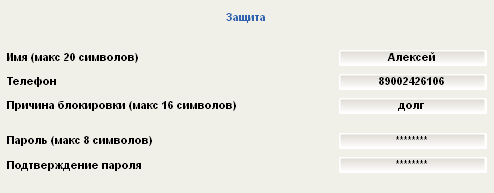 Защита
Имя (макс 20 символов) Алексей
Телефон 89002426106
Причина блокировки (макс 16 символов) долг
Пароль (макс 8 символов) ********
Подтверждение пароля ********